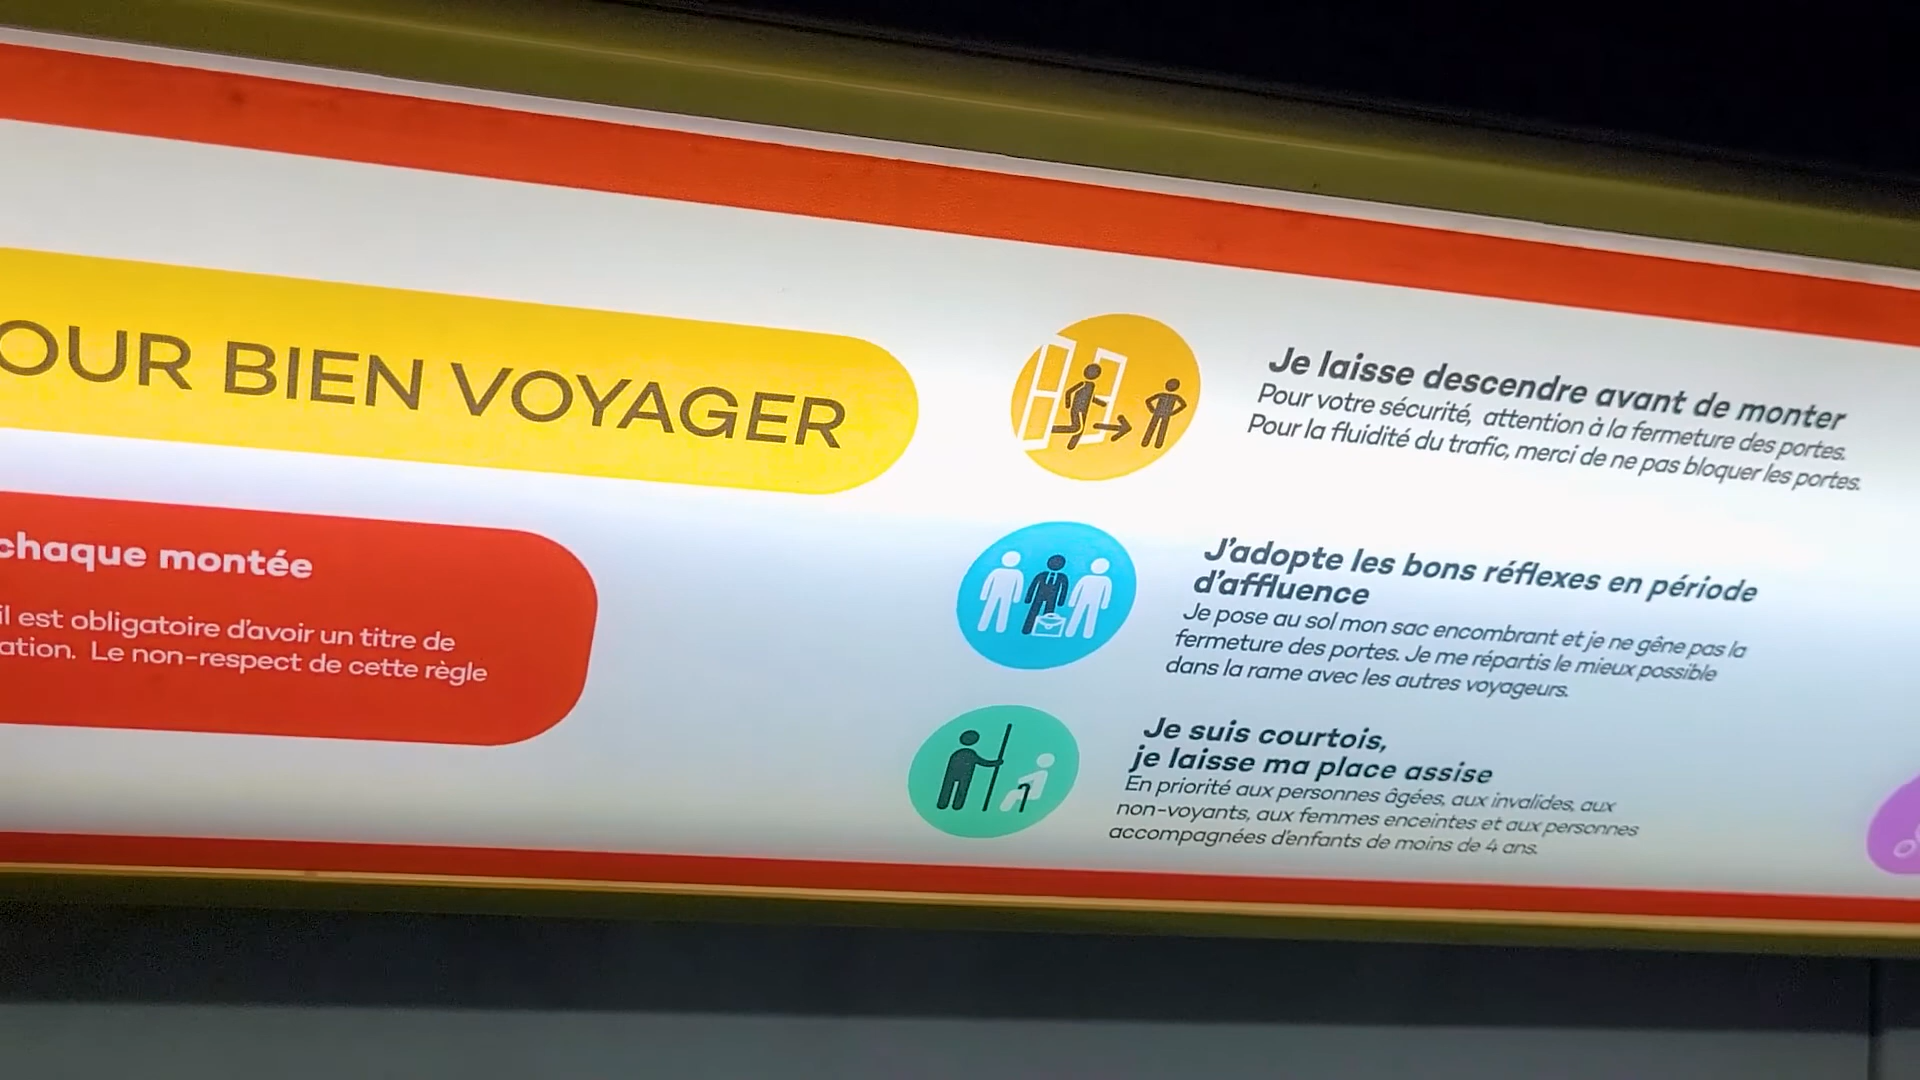 OUR BIEN VOYAGER
chaque montée
il est obligatoire d'avoir un titre de
ation. Le non-respect de cette règle
Je laisse descendre avant de monter
Pour votre sécurité, attention à la fermeture des portes.
Pour la fluidité du trafic, merci de ne pas bloquer les portes.
J'adopte les bons réflexes en période
d'affluence
Je pose au sol mon sac encombrant et je ne gêne pas la
fermeture des portes. Je me répartis le mieux possible
dans la rame avec les autres voyageurs.
Je suis courtois,
je laisse ma place assise
En priorité aux personnes âgées, aux invalides, aux
non-voyants, aux femmes enceintes et aux personnes
accompagnées d'enfants de moins de 4 ans.